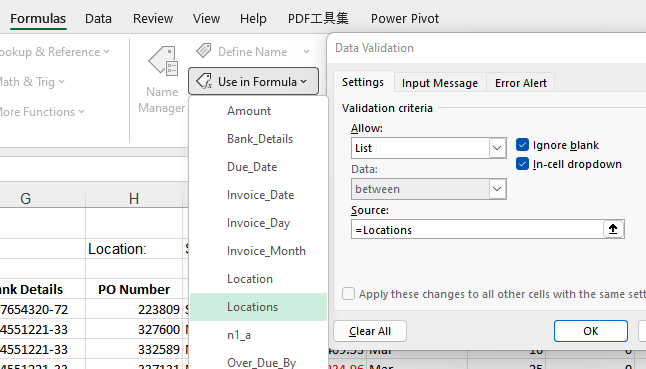 Formulas Data Review View Help PDF工具集 Power Pivot
ookup & Reference
Math & Trig
More Functions
Name Manager
Define Name
Use in Formula
Amount
Bank_Details
Due_Date
Invoice_Date
Invoice_Day
Invoice_Month
Location
Locations
n1_a
Over_Due_By
Data Validation
Settings Input Message Error Alert
Validation criteria
Allow:
List
Ignore blank
In-cell dropdown
Data:
between
Source:
=Locations
Apply these changes to all other cells with the same sett
Clear All OK
G H
Location:
nk Details PO Number
7654320-72 223809
4551221-33 327600
4551221-33 332589